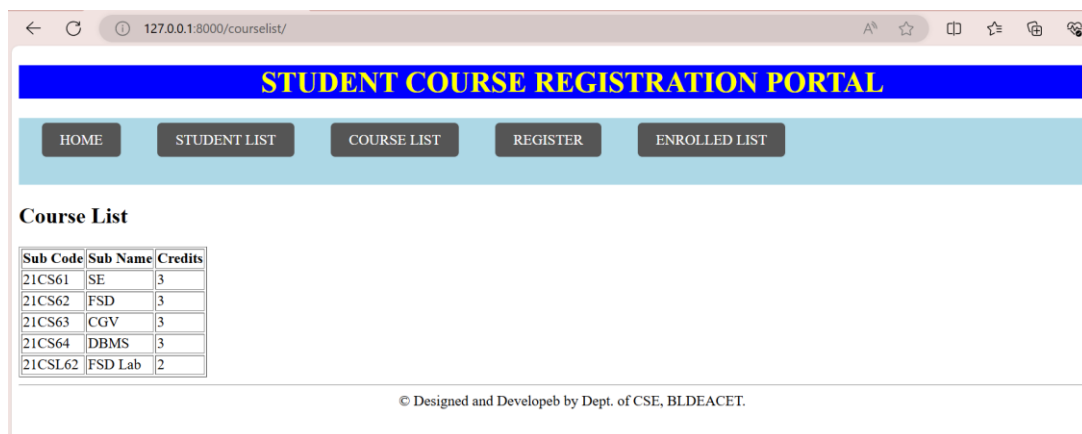 127.0.0.1:8000/courselist/
STUDENT COURSE REGISTRATION PORTAL
HOME STUDENT LIST COURSE LIST REGISTER ENROLLED LIST
Course List
Sub Code Sub Name Credits
21CS61 SE 3
21CS62 FSD 3
21CS63 CGV 3
21CS64 DBMS 3
21CSL62 FSD Lab 2
© Designed and Developeb by Dept. of CSE, BLDEACET.